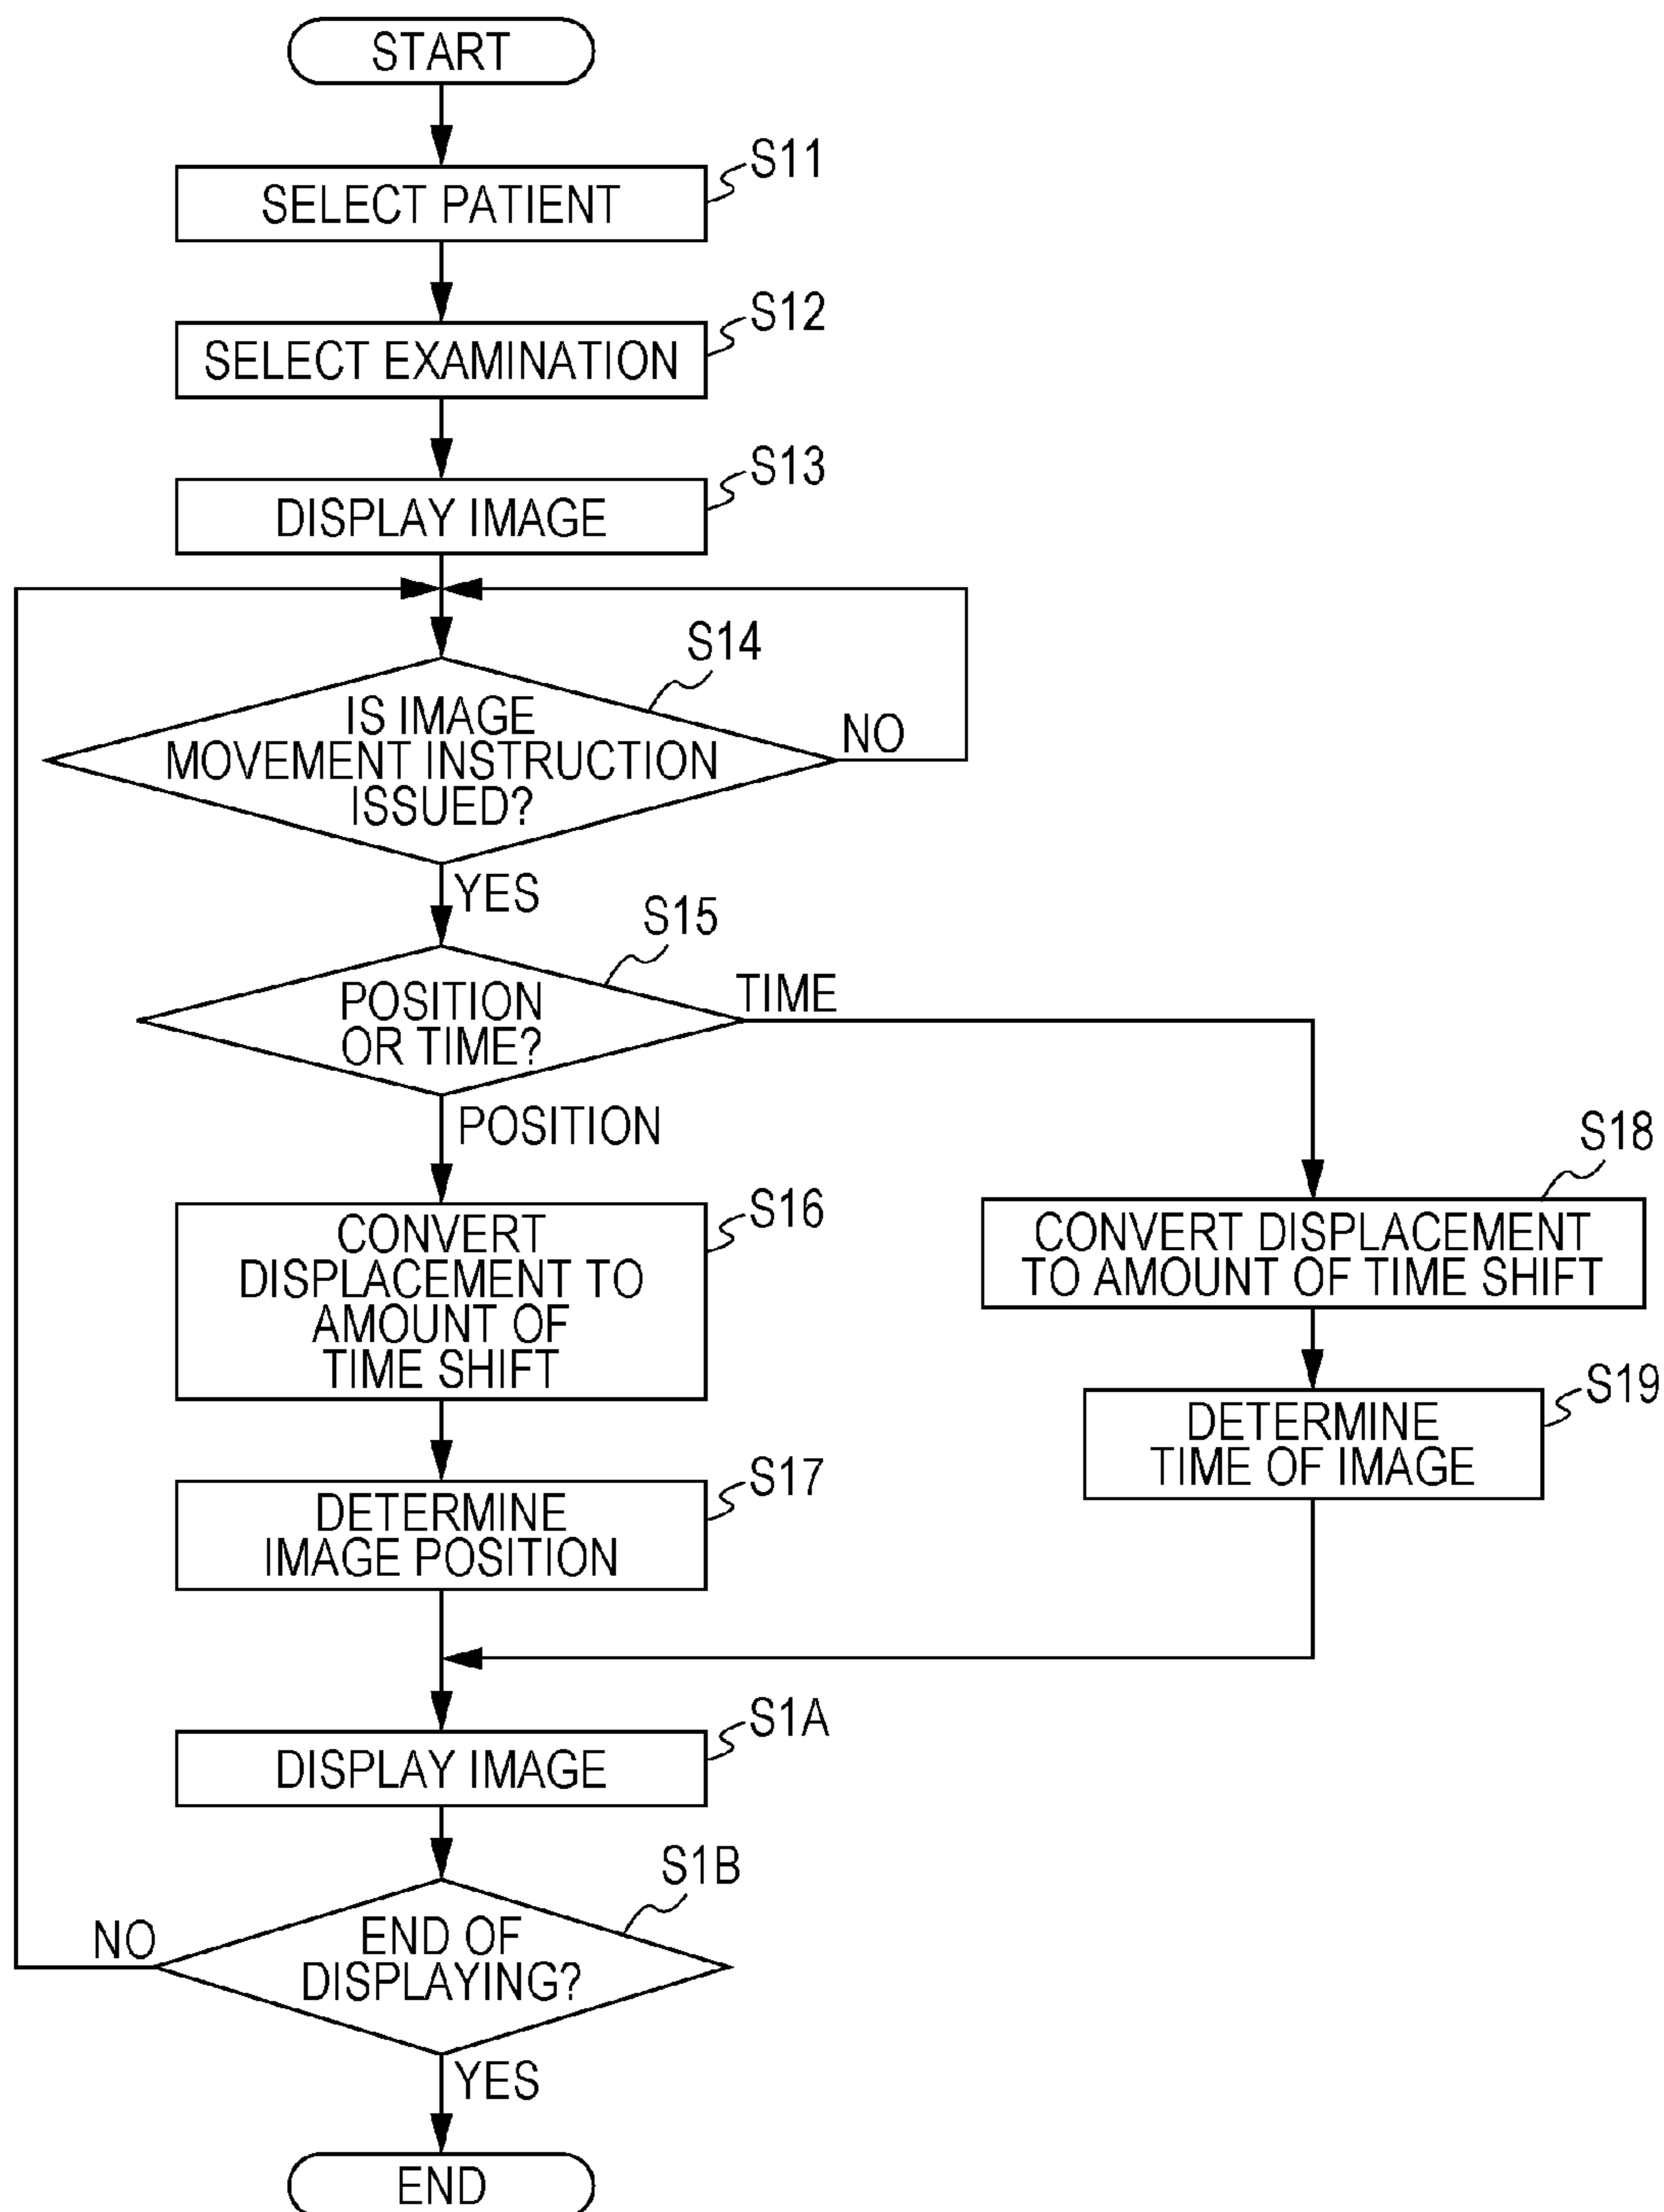 START
S11
SELECT PATIENT
S12
SELECT EXAMINATION
S13
DISPLAY IMAGE
S14
IS IMAGE
MOVEMENT INSTRUCTION
ISSUED?
NO
YES
S15
POSITION
OR TIME?
TIME
POSITION
S16
CONVERT
DISPLACEMENT TO
AMOUNT OF
TIME SHIFT
S18
CONVERT DISPLACEMENT
TO AMOUNT OF TIME SHIFT
S17
DETERMINE
IMAGE POSITION
S19
DETERMINE
TIME OF IMAGE
S1A
DISPLAY IMAGE
S1B
END OF
DISPLAYING?
NO
YES
END